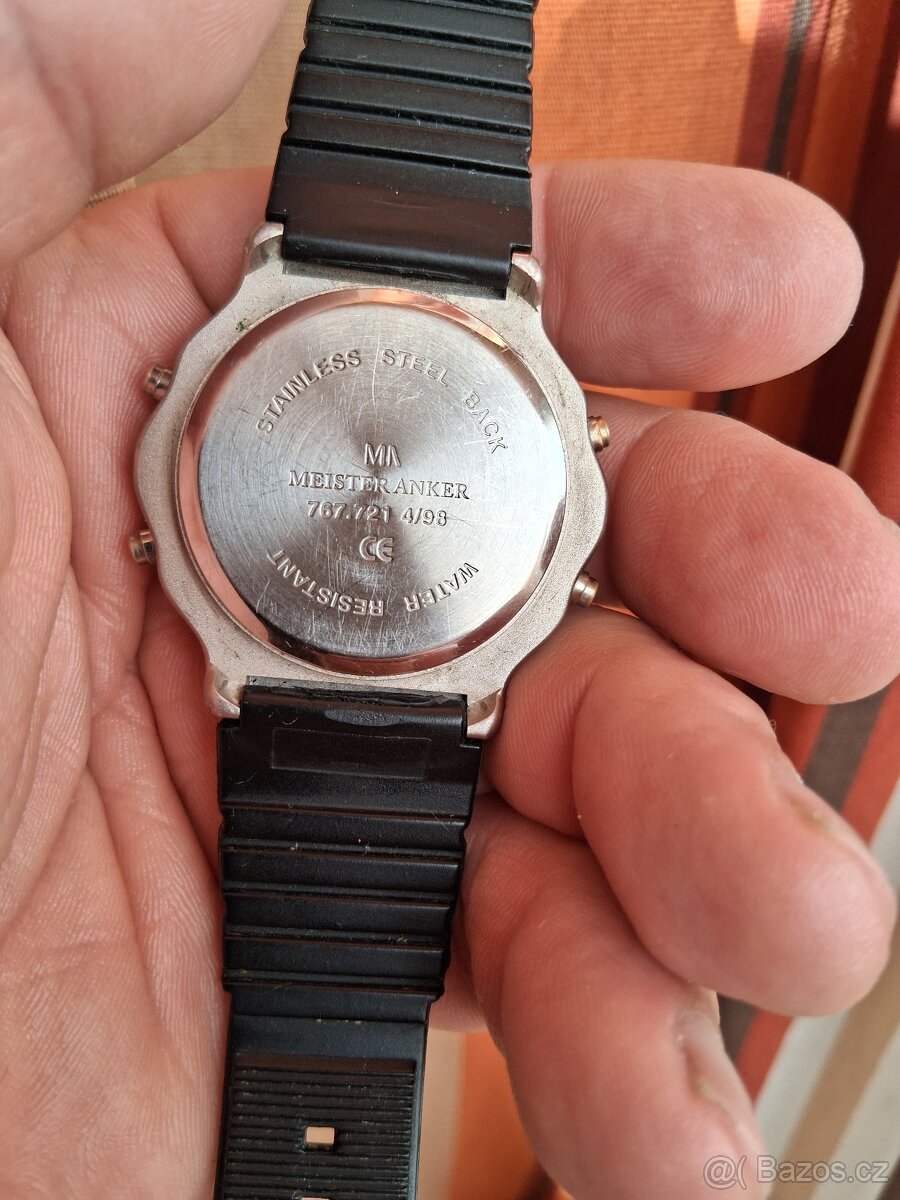 STAINLESS STEEL BACK
MA
MEISTER ANKER
767.721 4/98
CE
WATER RESISTANT
Bazos.cz